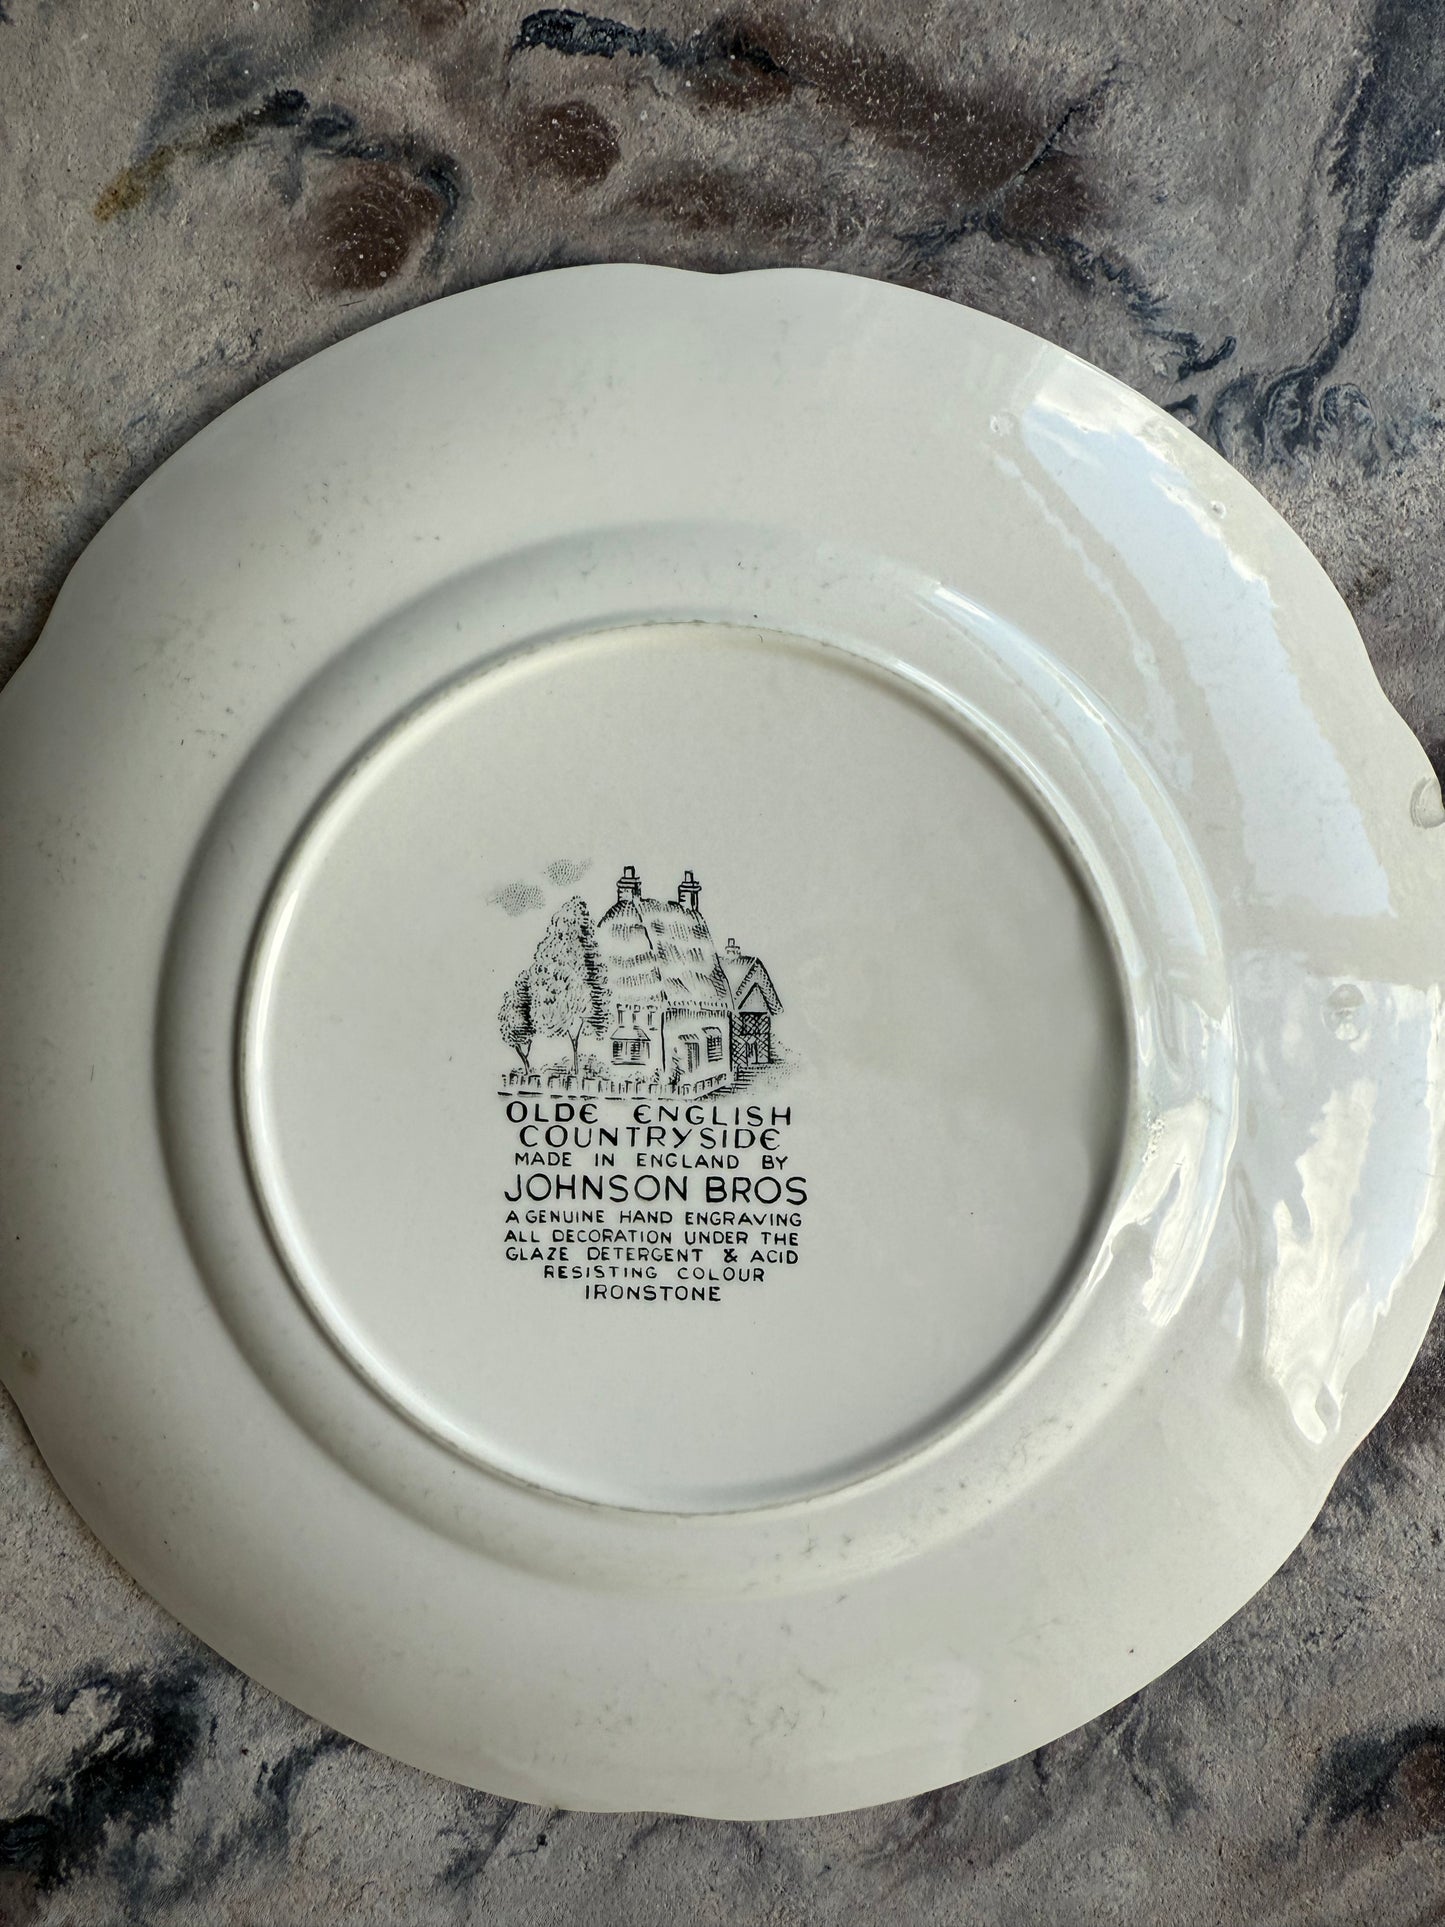 OLDE ENGLISH
COUNTRYSIDE
MADE IN ENGLAND BY
JOHNSON BROS
A GENUINE HAND ENGRAVING
ALL DECORATION UNDER THE
GLAZE DETERGENT & ACID
RESISTING COLOUR
IRONSTONE